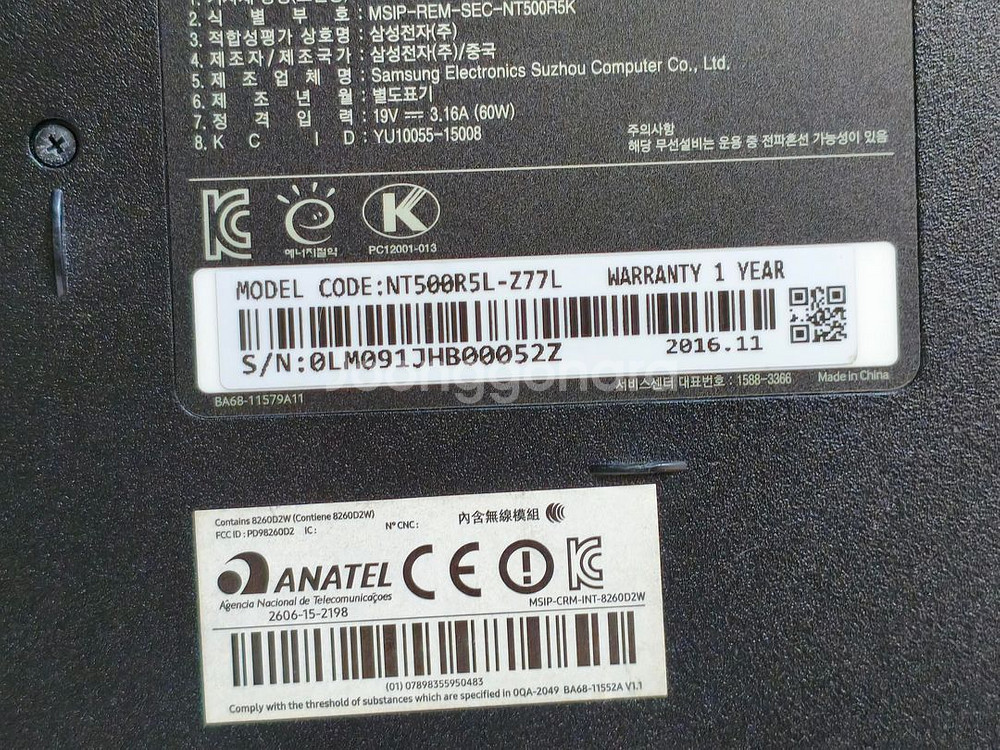 2. 식 별 부 호 : MSIP-REM-SEC-NT500R5K
3. 적합성평가 상호명 : 삼성전자(주)
4. 제조자/제조국가 : 삼성전자(주)/중국
5. 제 조 업 체 명 : Samsung Electronics Suzhou Computer Co., Ltd.
6. 제 조 년 월 : 별도표기
7. 정 격 입 력 : 19V ⎓ 3.16A (60W)
8. K C I D : YU10055-15008
주의사항
해당 무선설비는 운용 중 전파혼선 가능성이 있음
에너지절약
K
PC12001-013
MODEL CODE:NT500R5L-Z77L WARRANTY 1 YEAR
S/N:0LM091JHB00052Z 2016.11
서비스센터 대표번호 : 1588-3366 Made in China
BA68-11579A11
Contains 8260D2W (Contiene 8260D2W)
FCC ID : PD98260D2 IC : N° CNC : 內含無線模組
ANATEL CE
Agência Nacional de Telecomunicações
2606-15-2198
MSIP-CRM-INT-8260D2W
(01) 07898355950483
Comply with the threshold of substances which are specified in 0QA-2049 BA68-11552A V1.1